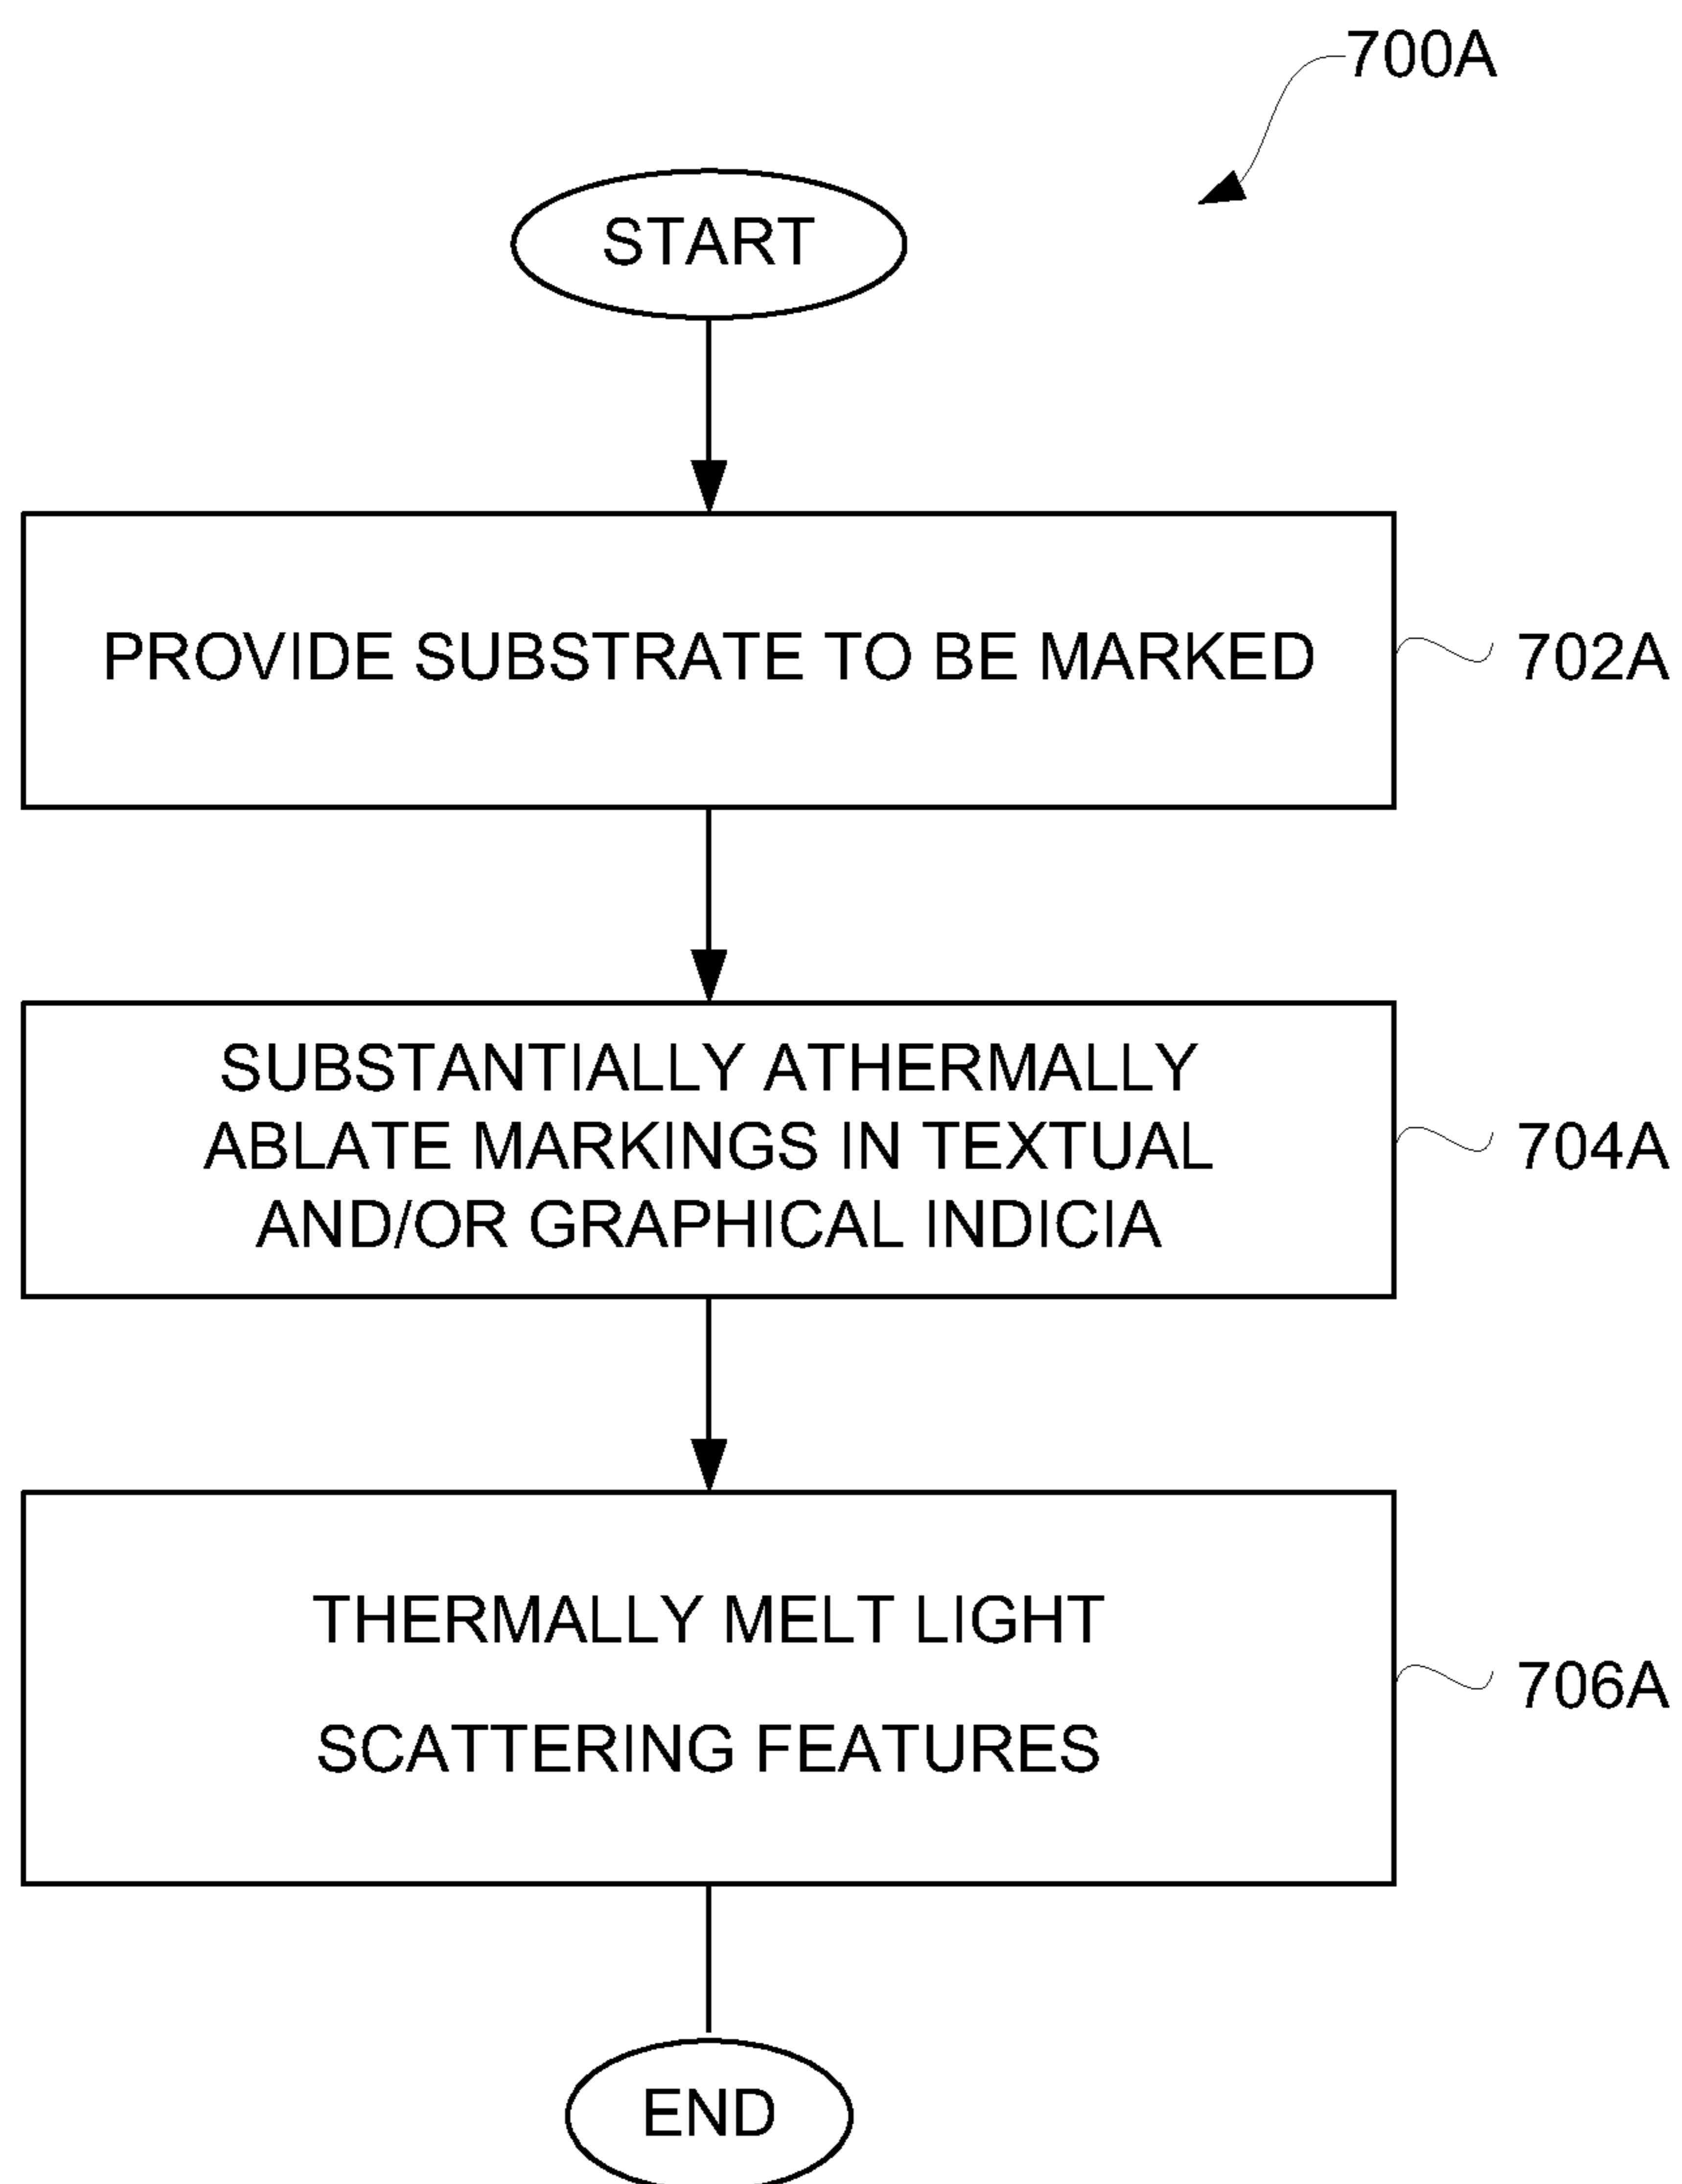 700A
START
PROVIDE SUBSTRATE TO BE MARKED
702A
SUBSTANTIALLY ATHERMALLY
ABLATE MARKINGS IN TEXTUAL
AND/OR GRAPHICAL INDICIA
704A
THERMALLY MELT LIGHT
SCATTERING FEATURES
706A
END